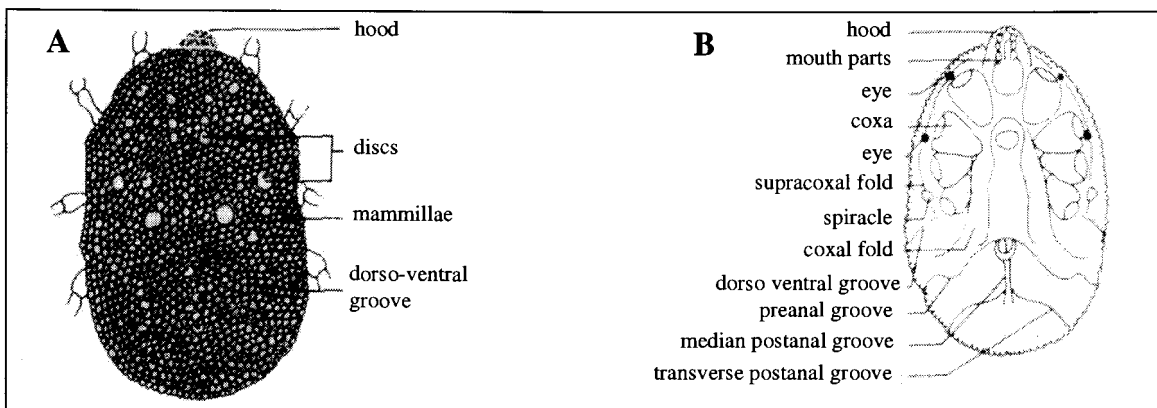 A
hood
discs
mammillae
dorso-ventral
groove
B
hood
mouth parts
eye
coxa
eye
supracoxal fold
spiracle
coxal fold
dorso ventral groove
preanal groove
median postanal groove
transverse postanal groove